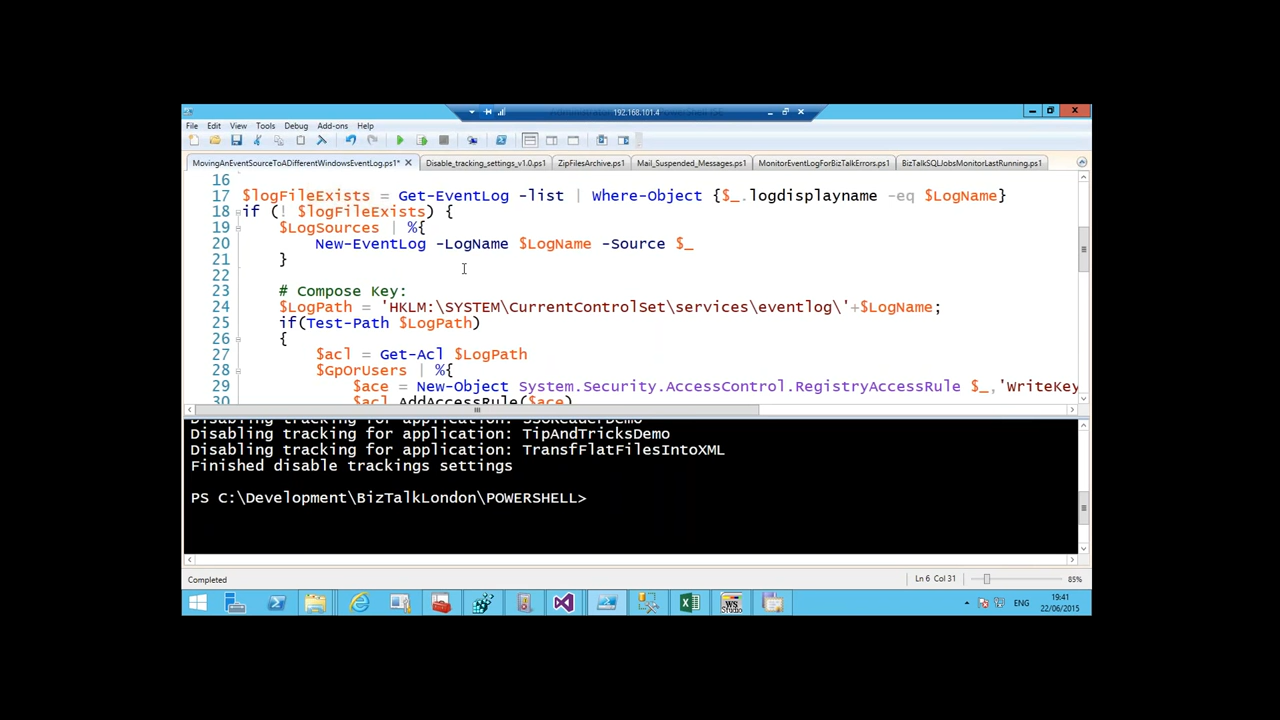 192.168.101.4
File Edit View Tools Debug Add-ons Help
MovingAnEventSourceToADifferentWindowsEventLog.ps1* Disable_tracking_settings_v1.0.ps1 ZipFilesArchive.ps1 Mail_Suspended_Messages.ps1 MonitorEventLogForBizTalkErrors.ps1 BizTalkSQLJobsMonitorLastRunning.ps1
16
17 $logFileExists = Get-EventLog -list | Where-Object {$_.logdisplayname -eq $LogName}
18 if (! $logFileExists) {
19 $LogSources | %{
20 New-EventLog -LogName $LogName -Source $_
21 }
22
23 # Compose Key:
24 $LogPath = 'HKLM:\SYSTEM\CurrentControlSet\services\eventlog\'+$LogName;
25 if(Test-Path $LogPath)
26 {
27 $acl = Get-Acl $LogPath
28 $GpOrUsers | %{
29 $ace = New-Object System.Security.AccessControl.RegistryAccessRule $_,'WriteKey
30 $acl.AddAccessRule($ace)
Disabling tracking for application: SSOReaderDemo
Disabling tracking for application: TipAndTricksDemo
Disabling tracking for application: TransfFlatFilesIntoXML
Finished disable trackings settings
PS C:\Development\BizTalkLondon\POWERSHELL>
Completed Ln 6 Col 31 85%
WS Studio
ENG
19:41
22/06/2015